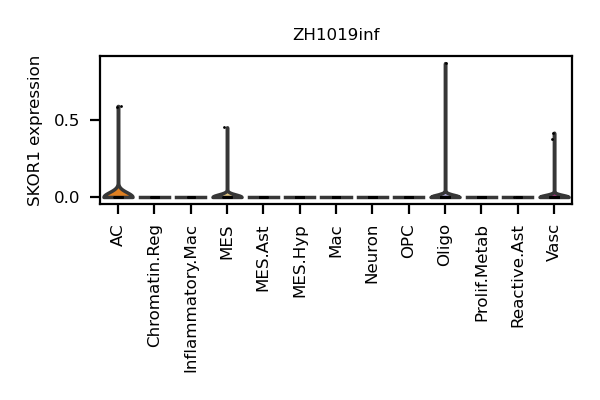 ZH1019inf
SKOR1 expression
0.5
0.0
AC
Chromatin.Reg
Inflammatory.Mac
MES
MES.Ast
MES.Hyp
Mac
Neuron
OPC
Oligo
Prolif.Metab
Reactive.Ast
Vasc